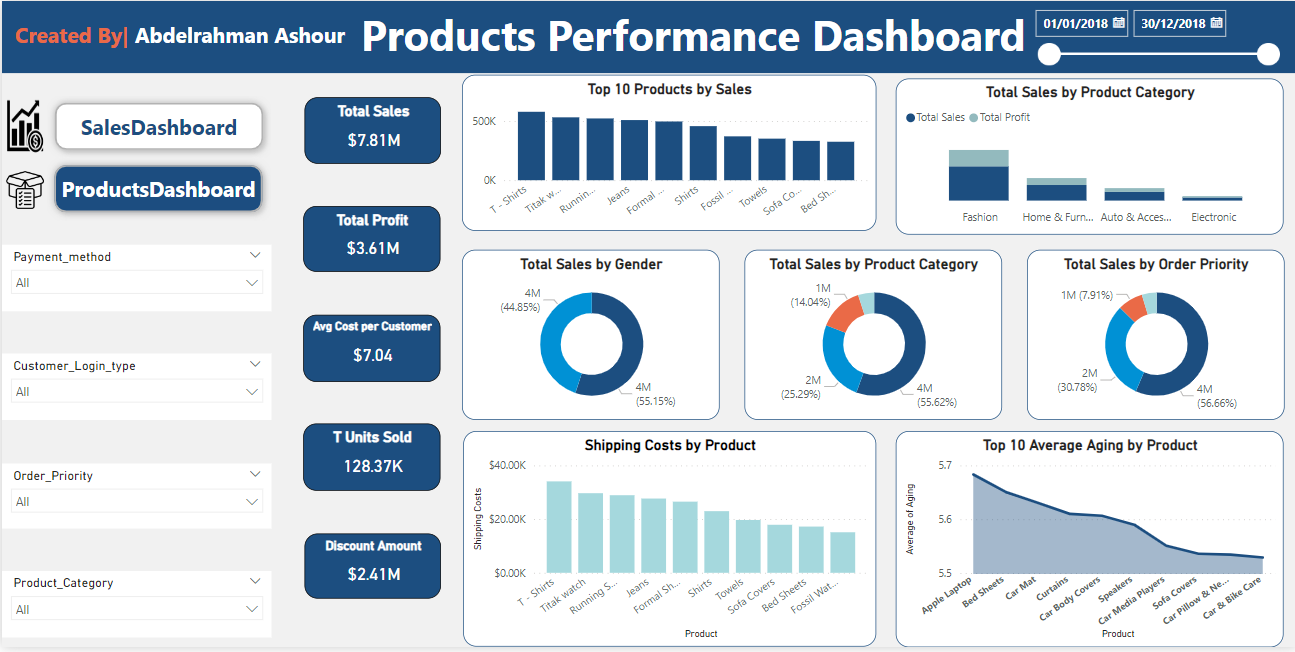 Created By| Abdelrahman Ashour
Products Performance Dashboard
01/01/2018
30/12/2018
SalesDashboard
ProductsDashboard
Payment_method
All
Customer_Login_type
All
Order_Priority
All
Product_Category
All
Total Sales
$7.81M
Total Profit
$3.61M
Avg Cost per Customer
$7.04
T Units Sold
128.37K
Discount Amount
$2.41M
Top 10 Products by Sales
500K
0K
T - Shirts
Titak w...
Runnin...
Jeans
Formal ...
Shirts
Fossil ...
Towels
Sofa Co...
Bed Sh...
Total Sales by Product Category
Total Sales
Total Profit
Fashion
Home & Furn...
Auto & Acces...
Electronic
Total Sales by Gender
4M
(44.85%)
4M
(55.15%)
Total Sales by Product Category
1M
(14.04%)
2M
(25.29%)
4M
(55.62%)
Total Sales by Order Priority
1M (7.91%)
2M
(30.78%)
4M
(56.66%)
Shipping Costs by Product
Shipping Costs
$40.00K
$20.00K
$0.00K
T - Shirts
Titak watch
Running S...
Jeans
Formal Sh...
Shirts
Towels
Sofa Covers
Bed Sheets
Fossil Wat...
Product
Top 10 Average Aging by Product
Average of Aging
5.7
5.6
5.5
Apple Laptop
Bed Sheets
Car Mat
Curtains
Car Body Covers
Speakers
Car Media Players
Sofa Covers
Car Pillow & Ne...
Car & Bike Care
Product